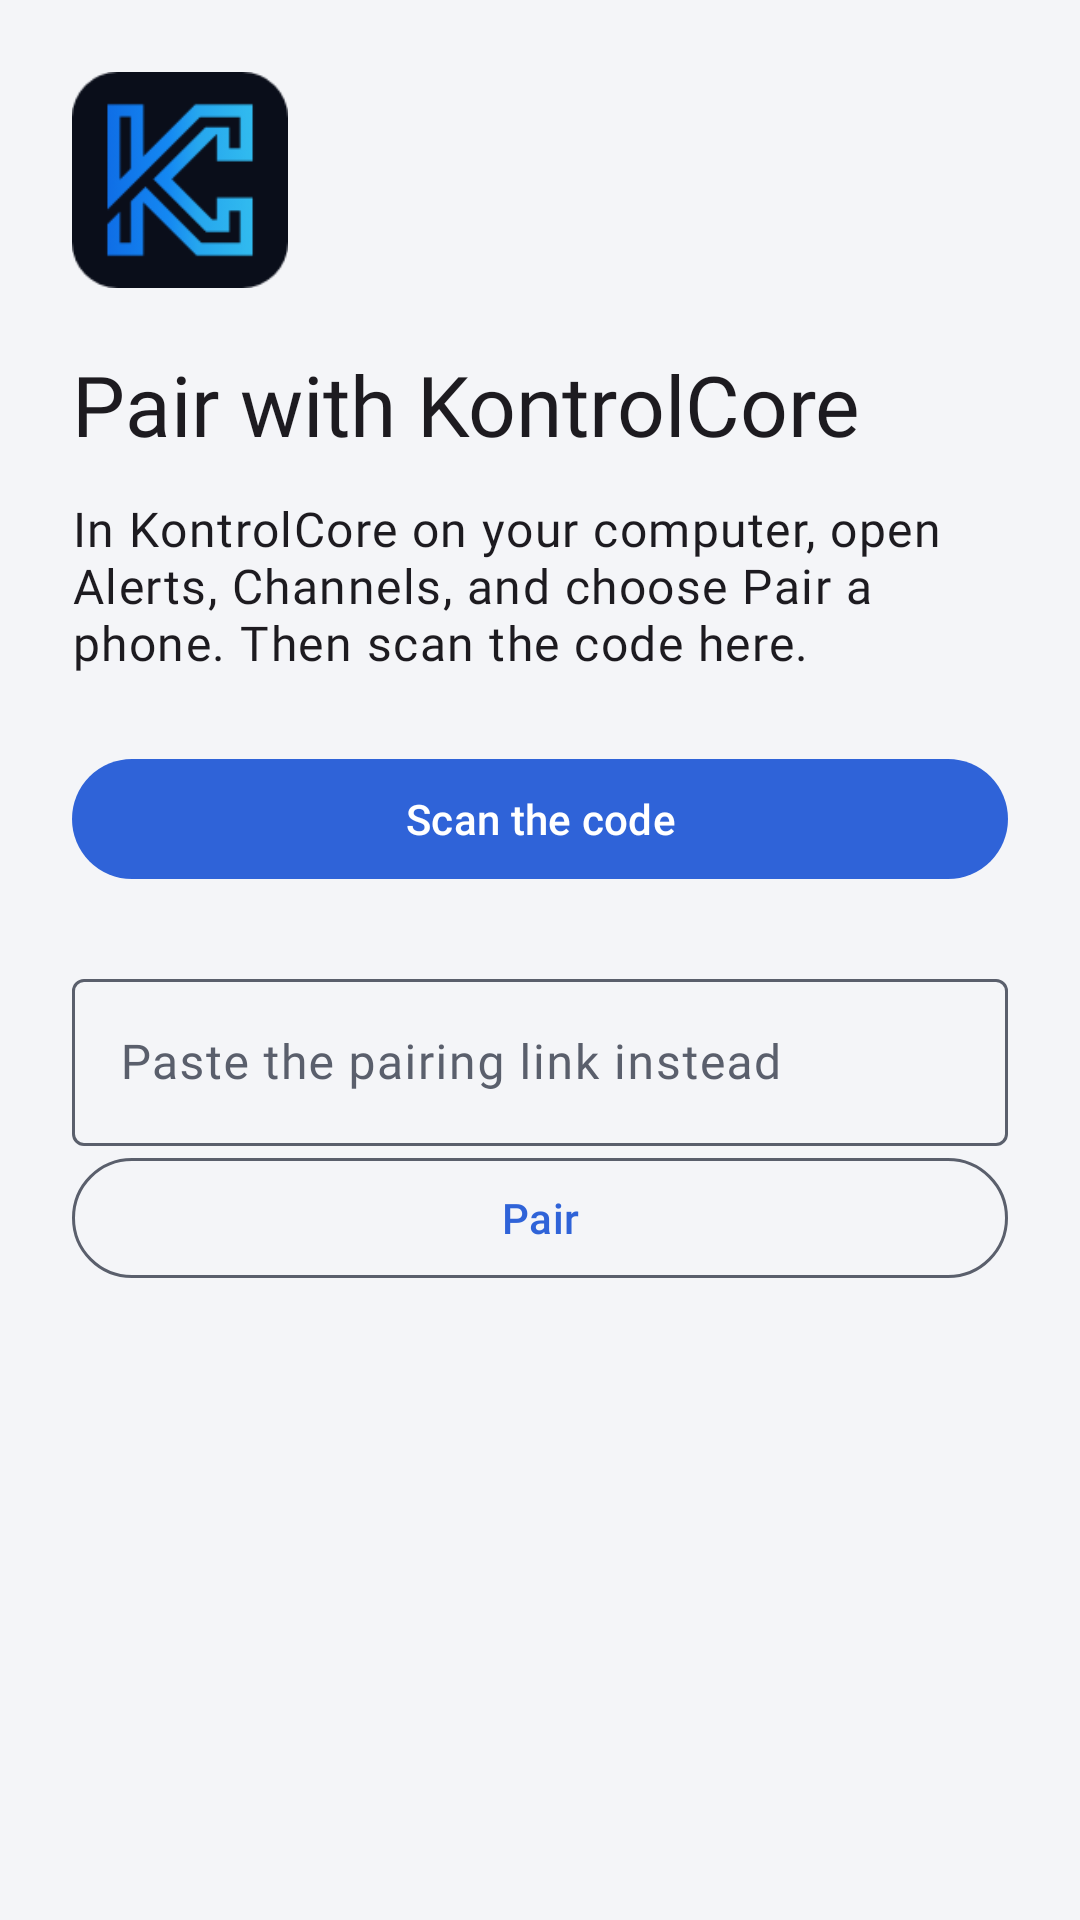 Pair with KontrolCore
In KontrolCore on your computer, open
Alerts, Channels, and choose Pair a
phone. Then scan the code here.
Scan the code
Paste the pairing link instead
Pair